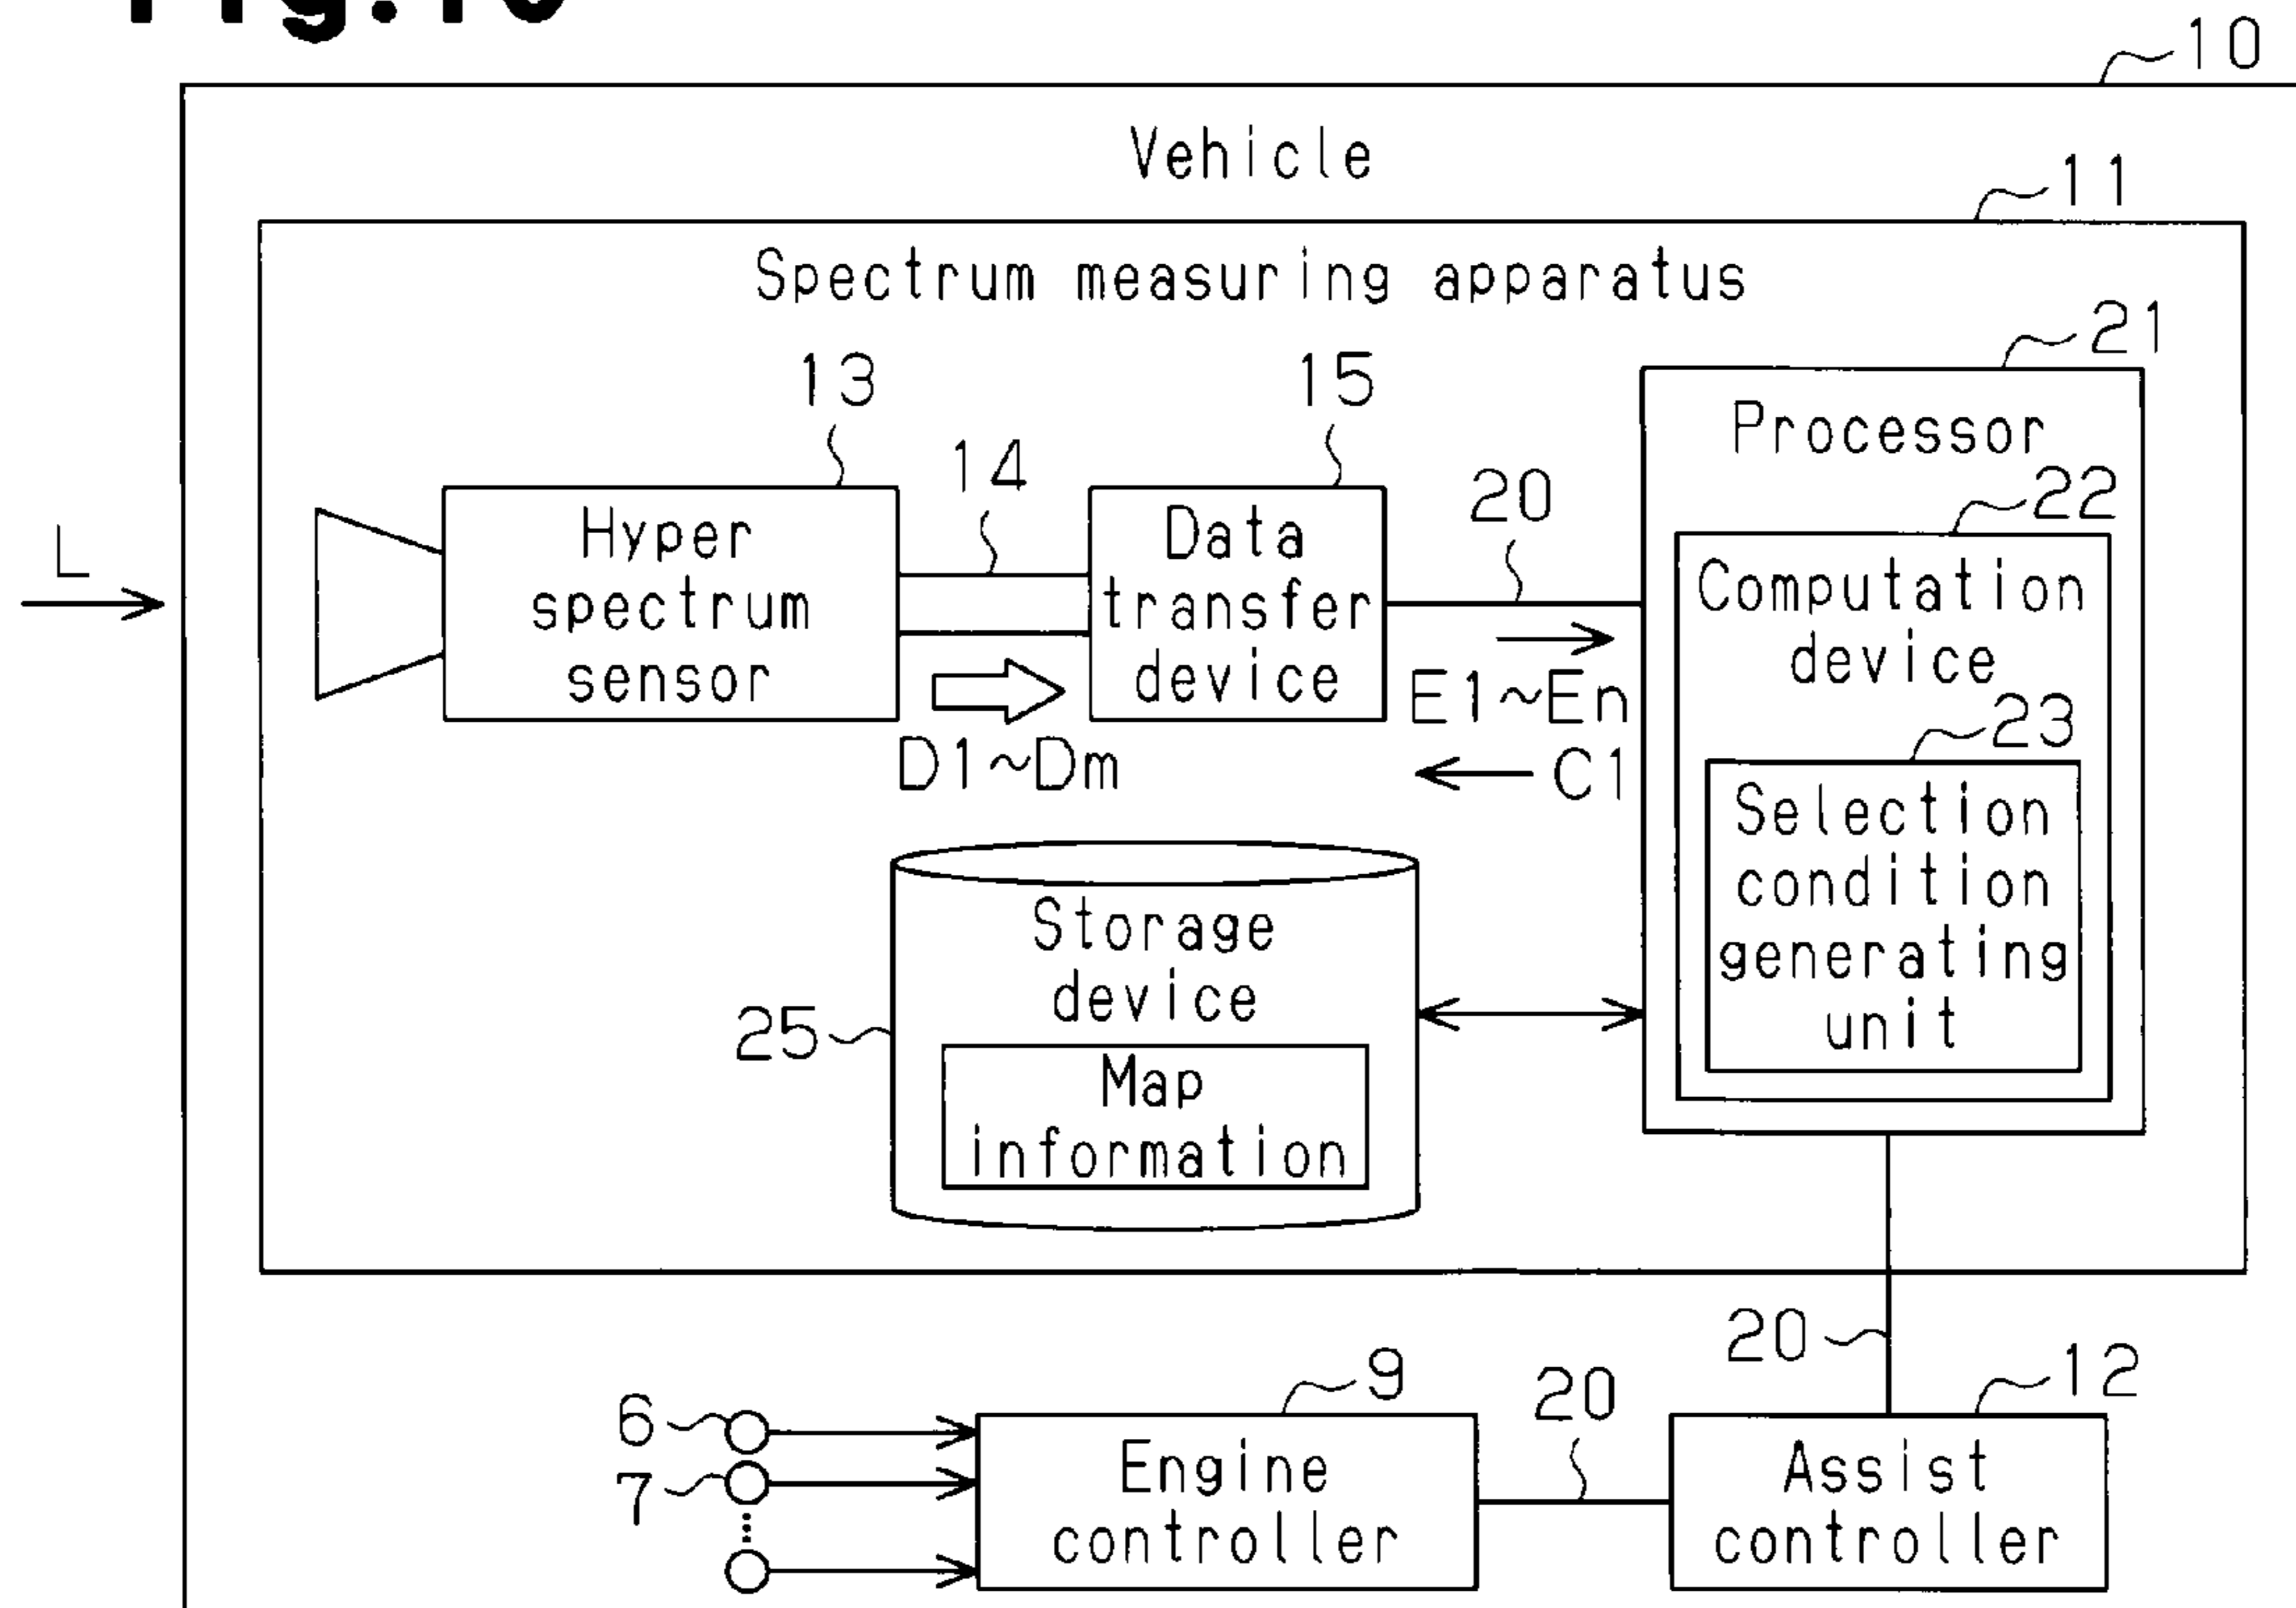 10
Vehicle
11
Spectrum measuring apparatus
21
13
15
Processor
14
20
22
L
Hyper
spectrum
sensor
Data
transfer
device
Computation
device
E1~En
23
D1~Dm
C1
Selection
condition
generating
unit
Storage
device
25
Map
information
20
9
20
12
6
7
Engine
controller
Assist
controller